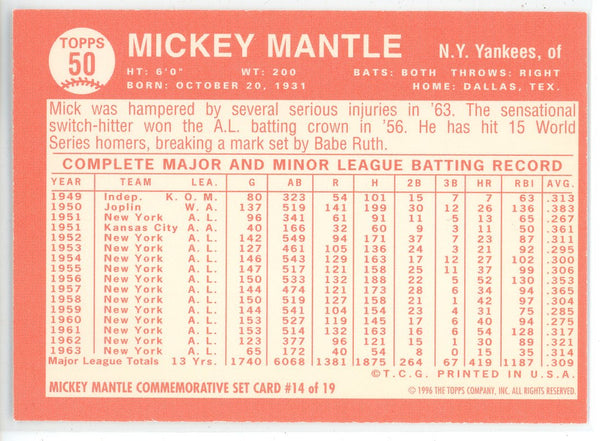 TOPPS
50
MICKEY MANTLE
N.Y. Yankees, of
HT: 6'0" WT: 200 BATS: BOTH THROWS: RIGHT
BORN: OCTOBER 20, 1931 HOME: DALLAS, TEX.
Mick was hampered by several serious injuries in '63. The sensational
switch-hitter won the A.L. batting crown in '56. He has hit 15 World
Series homers, breaking a mark set by Babe Ruth.
COMPLETE MAJOR AND MINOR LEAGUE BATTING RECORD
YEAR TEAM LEA. G AB R H 2B 3B HR RBI AVG.
1949 Indep. K. O. M. 80 323 54 101 15 7 7 63 .313
1950 Joplin W. A. 137 519 141 199 30 12 26 136 .383
1951 New York A. L. 96 341 61 91 11 5 13 65 .267
1951 Kansas City A. A. 40 166 32 60 9 3 11 50 .361
1952 New York A. L. 142 549 94 171 37 7 23 87 .311
1953 New York A. L. 127 461 105 136 24 3 21 92 .295
1954 New York A. L. 146 543 129 163 17 12 27 102 .300
1955 New York A. L. 147 517 121 158 25 11 37 99 .306
1956 New York A. L. 150 533 132 188 22 5 52 130 .353
1957 New York A. L. 144 474 121 173 28 6 34 94 .365
1958 New York A. L. 150 519 127 158 21 1 42 97 .304
1959 New York A. L. 144 541 104 154 23 4 31 75 .285
1960 New York A. L. 153 527 119 145 17 6 40 94 .275
1961 New York A. L. 153 514 132 163 16 6 54 128 .317
1962 New York A. L. 123 377 96 121 15 1 30 89 .321
1963 New York A. L. 65 172 40 54 8 0 15 35 .314
Major League Totals 13 Yrs. 1740 6068 1381 1875 264 67 419 1187 .309
©T.C.G. PRINTED IN U.S.A.
MICKEY MANTLE COMMEMORATIVE SET CARD #14 of 19
©1996 THE TOPPS COMPANY, INC. ALL RIGHTS RESERVED.